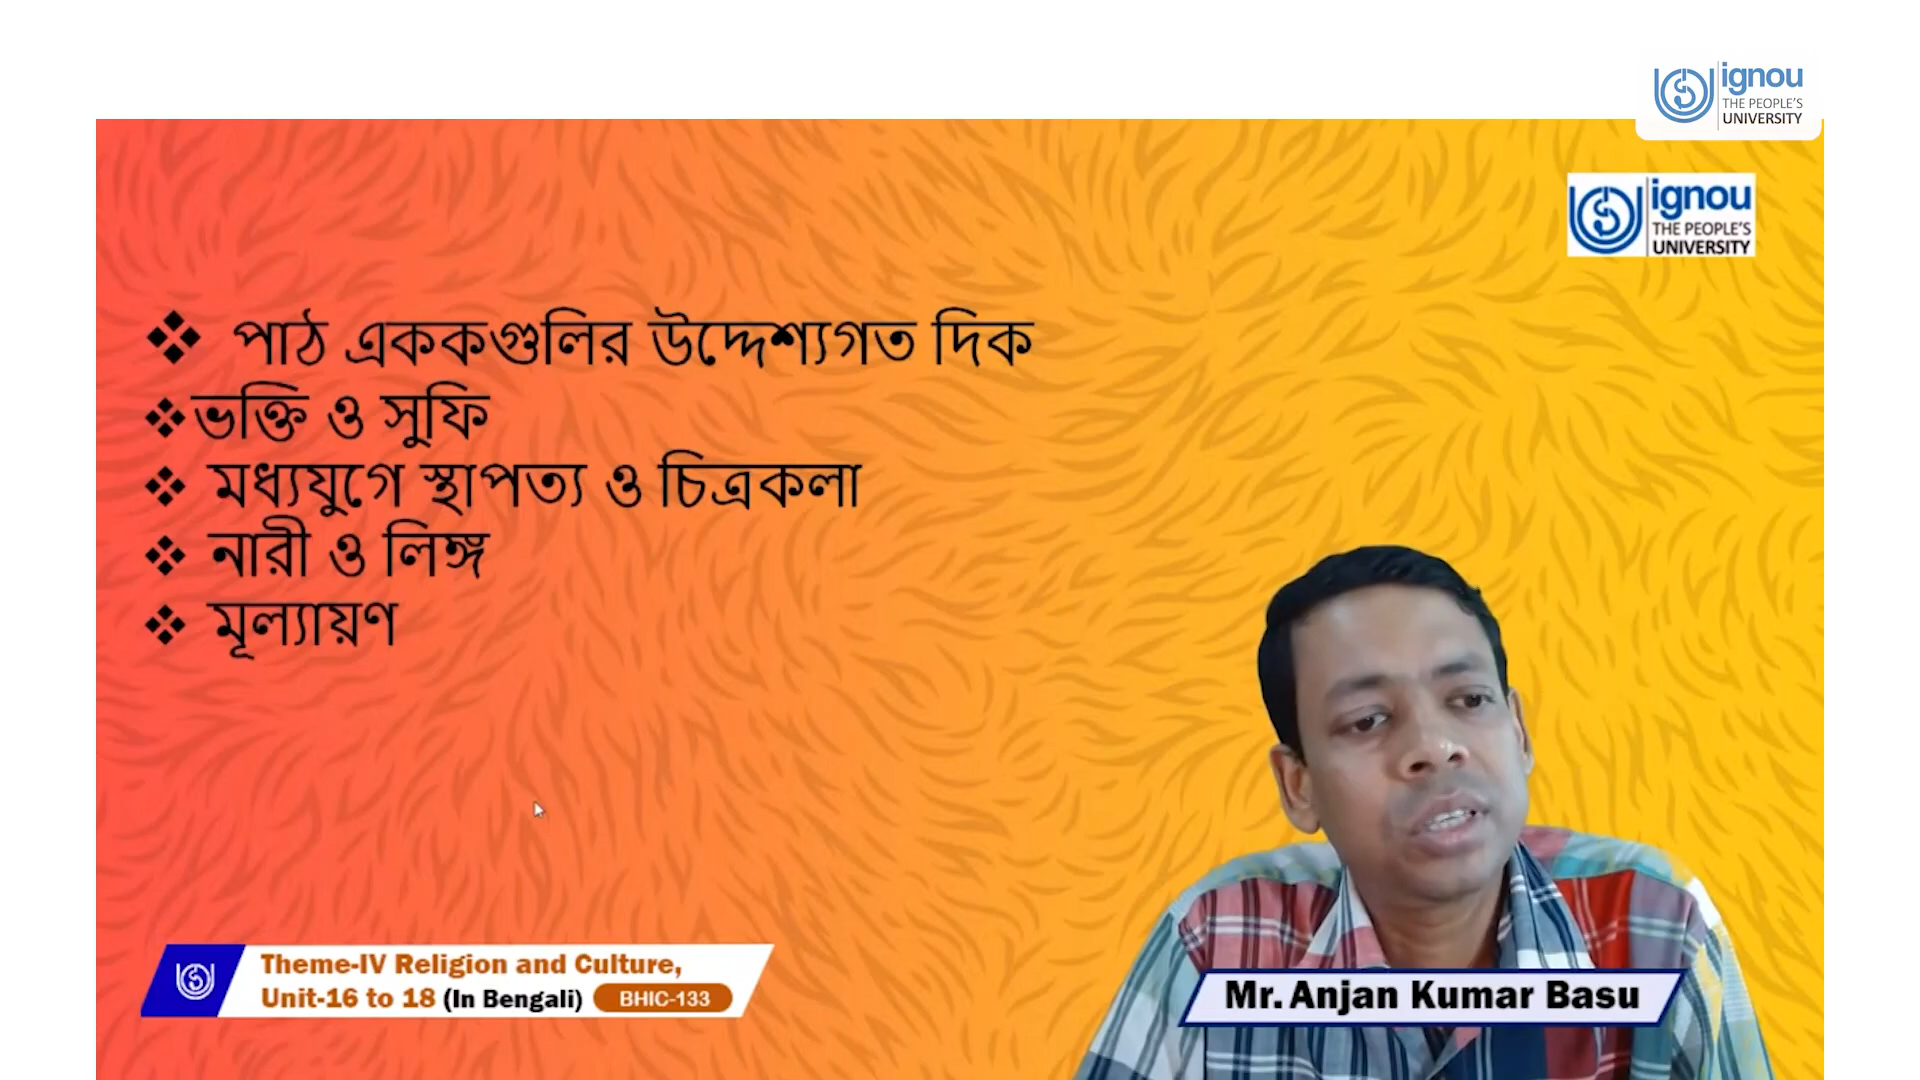 ignou
THE PEOPLE'S
UNIVERSITY
ignou
THE PEOPLE'S
UNIVERSITY
❖ পাঠ এককগুলির উদ্দেশ্যগত দিক
❖ভক্তি ও সুফি
❖ মধ্যযুগে স্থাপত্য ও চিত্রকলা
❖ নারী ও লিঙ্গ
❖ মূল্যায়ণ
Theme-IV Religion and Culture,
Unit-16 to 18 (In Bengali) BHIC-133
Mr. Anjan Kumar Basu